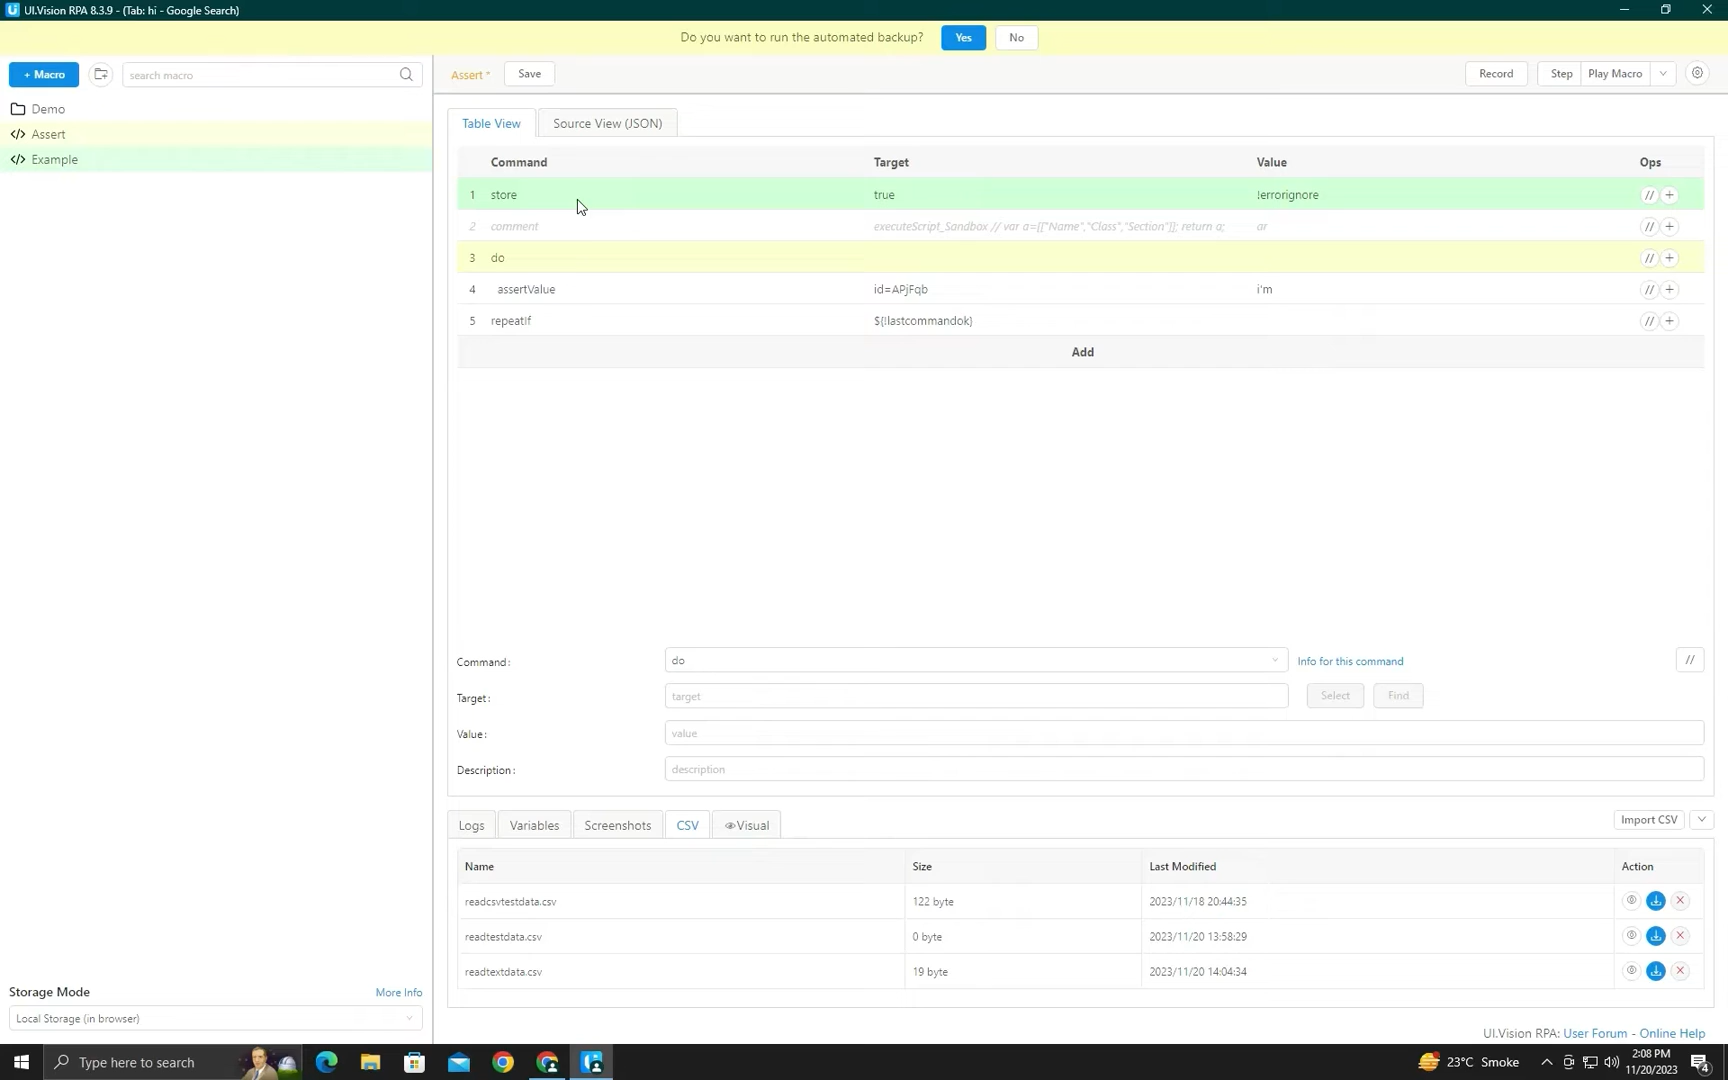 UI.Vision RPA 8.3.9 - (Tab: hi - Google Search)
Do you want to run the automated backup? Yes No
+ Macro search macro Assert * Save Record Step Play Macro
Demo
Assert
Example
Table View Source View (JSON)
Command Target Value Ops
1 store true !errorignore // +
2 comment executeScript_Sandbox // var a=[["Name","Class","Section"]]; return a; ar // +
3 do // +
4 assertValue id=APjFqb i'm // +
5 repeatIf ${!lastcommandok} // +
Add
Command: do Info for this command //
Target: target Select Find
Value: value
Description: description
Logs Variables Screenshots CSV Visual Import CSV
Name Size Last Modified Action
readcsvtestdata.csv 122 byte 2023/11/18 20:44:35
readtestdata.csv 0 byte 2023/11/20 13:58:29
readtextdata.csv 19 byte 2023/11/20 14:04:34
Storage Mode More Info
Local Storage (in browser)
UI.Vision RPA: User Forum - Online Help
Type here to search 23°C Smoke 2:08 PM
11/20/2023 4